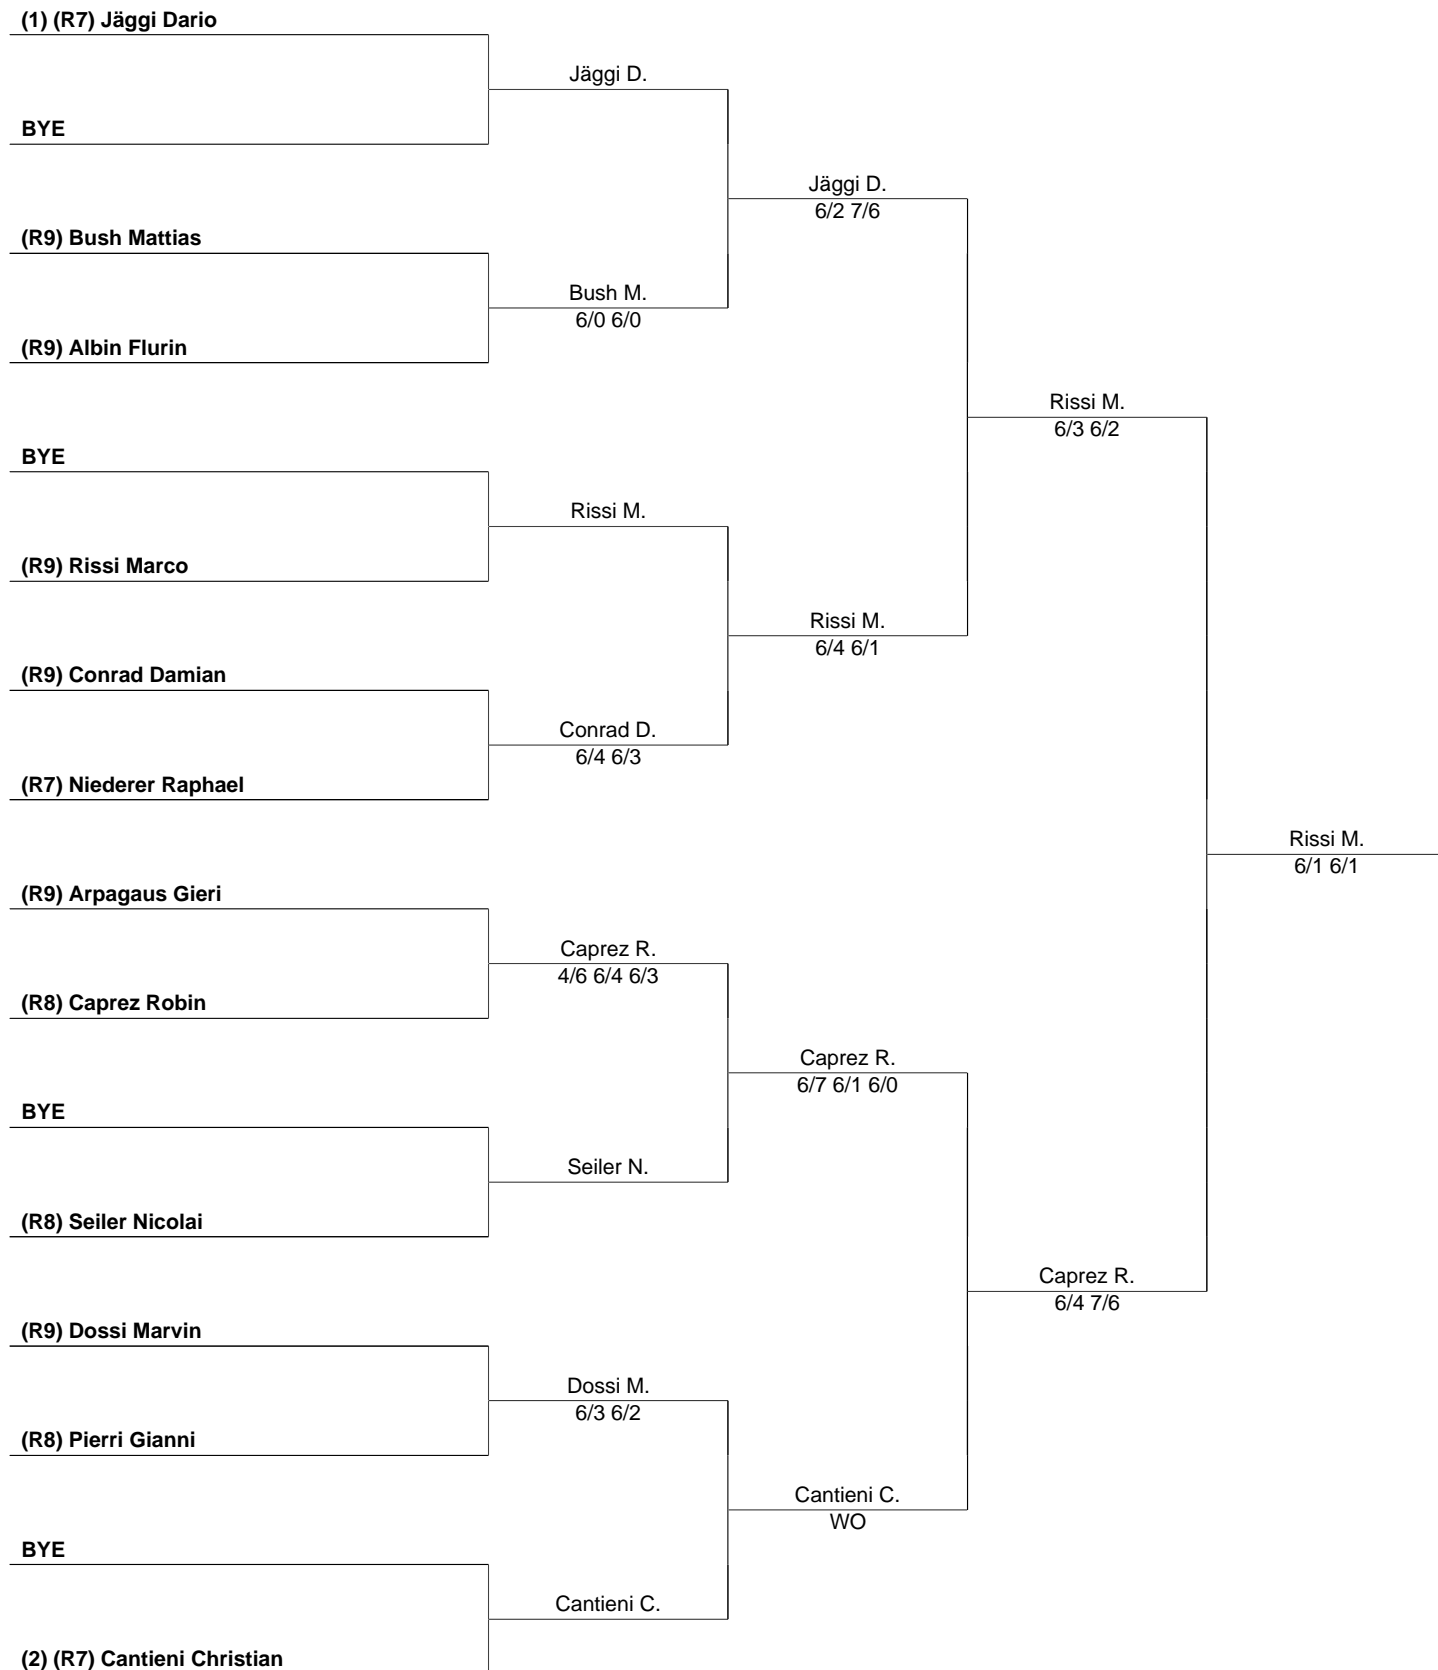 (1) (R7) Jäggi Dario
Jäggi D.
BYE
Jäggi D.
6/2 7/6
(R9) Bush Mattias
Bush M.
6/0 6/0
(R9) Albin Flurin
Rissi M.
6/3 6/2
BYE
Rissi M.
(R9) Rissi Marco
Rissi M.
6/4 6/1
(R9) Conrad Damian
Conrad D.
6/4 6/3
(R7) Niederer Raphael
Rissi M.
6/1 6/1
(R9) Arpagaus Gieri
Caprez R.
4/6 6/4 6/3
(R8) Caprez Robin
Caprez R.
6/7 6/1 6/0
BYE
Seiler N.
(R8) Seiler Nicolai
Caprez R.
6/4 7/6
(R9) Dossi Marvin
Dossi M.
6/3 6/2
(R8) Pierri Gianni
Cantieni C.
WO
BYE
Cantieni C.
(2) (R7) Cantieni Christian